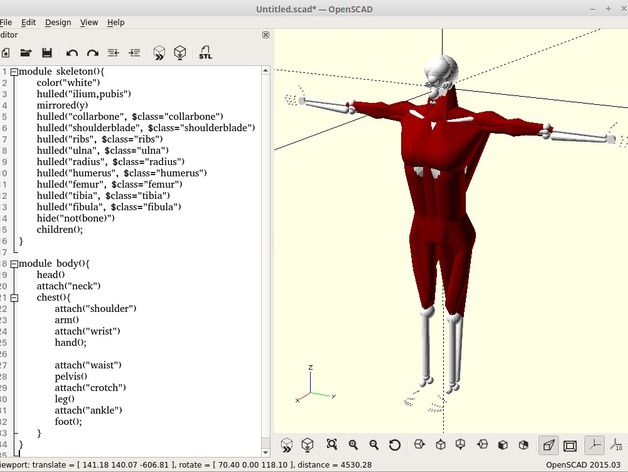 Untitled.scad* — OpenSCAD
File Edit Design View Help
ditor
STL
1 module skeleton(){
2 color("white")
3 hulled("ilium,pubis")
4 mirrored(y)
5 hulled("collarbone", $class="collarbone")
6 hulled("shoulderblade", $class="shoulderblade")
7 hulled("ribs", $class="ribs")
8 hulled("ulna", $class="ulna")
9 hulled("radius", $class="radius")
10 hulled("humerus", $class="humerus")
11 hulled("femur", $class="femur")
12 hulled("tibia", $class="tibia")
13 hulled("fibula", $class="fibula")
14 hide("not(bone)")
15 children();
16 }
17
18 module body(){
19 head()
20 attach("neck")
21 chest(){
22 attach("shoulder")
23 arm()
24 attach("wrist")
25 hand();
26
27 attach("waist")
28 pelvis()
29 attach("crotch")
30 leg()
31 attach("ankle")
32 foot();
33 }
34 }
z
x
y
10
iewport: translate = [ 141.18 140.07 -606.81 ], rotate = [ 70.40 0.00 118.10 ], distance = 4530.28
OpenSCAD 2015.03